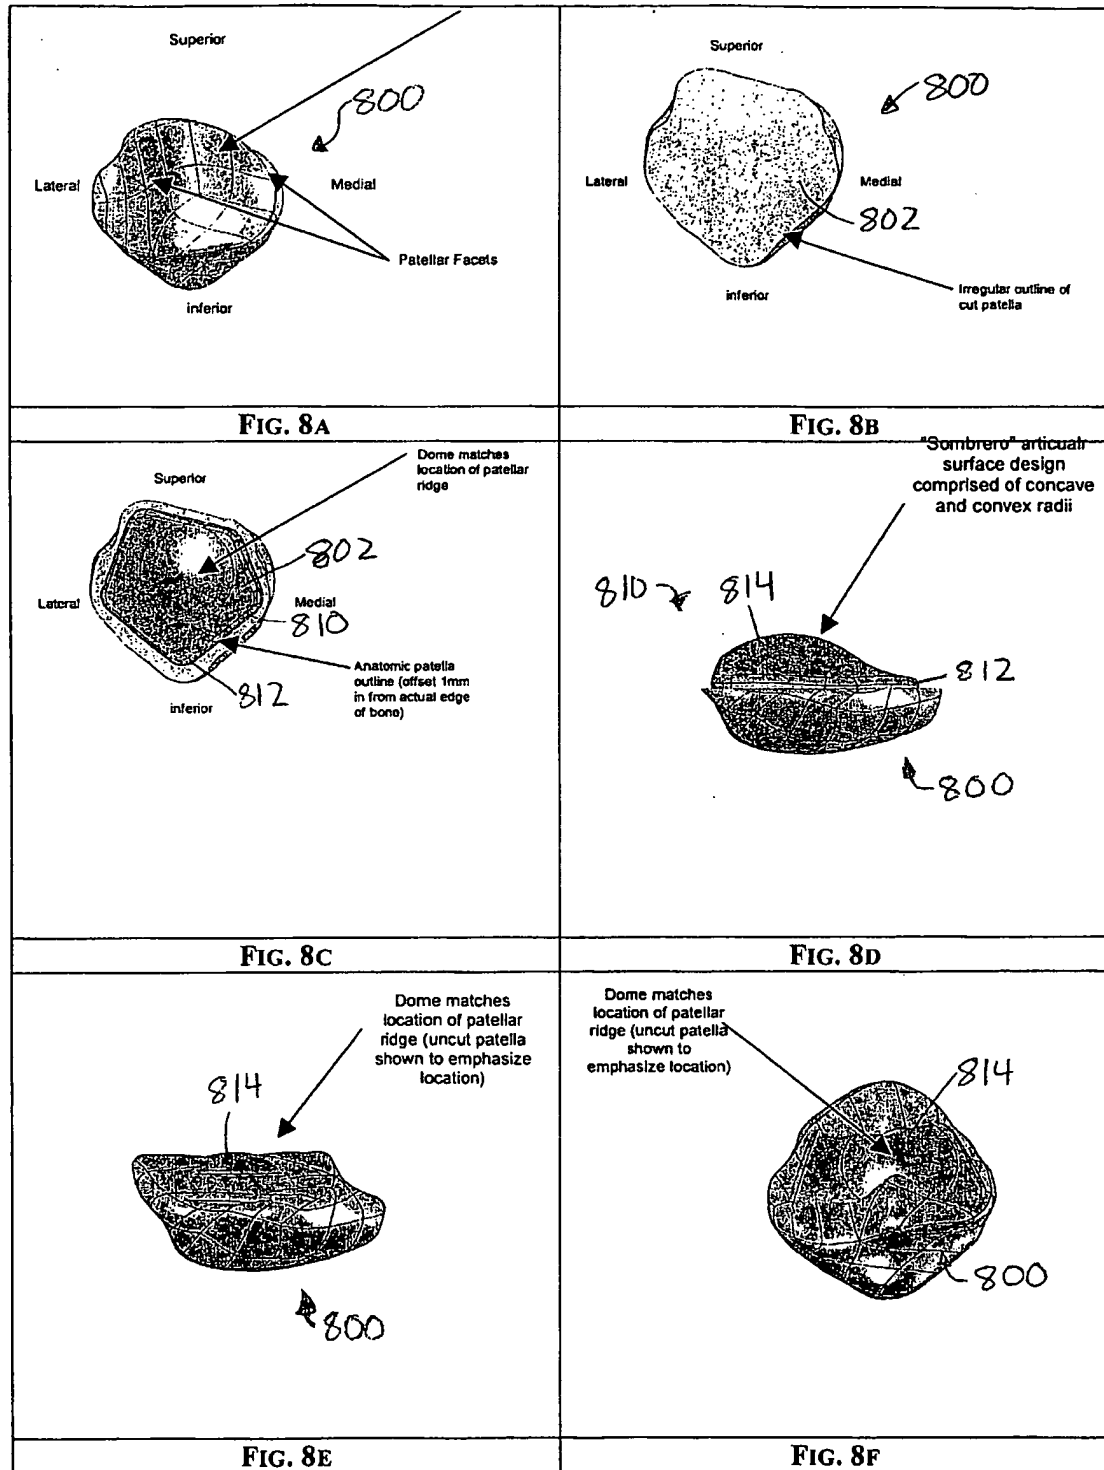 Superior
800
Lateral
Medial
Patellar Facets
inferior
FIG. 8A
Superior
800
Lateral
Medial
802
inferior
Irregular outline of
cut patella
FIG. 8B
Dome matches
location of patellar
ridge
Superior
802
Lateral
Medial
810
Anatomic patella
outline (offset 1mm
in from actual edge
of bone)
812
inferior
FIG. 8C
"Sombrero" articualr
surface design
comprised of concave
and convex radii
810
814
812
800
FIG. 8D
Dome matches
location of patellar
ridge (uncut patella
shown to emphasize
location)
814
800
FIG. 8E
Dome matches
location of patellar
ridge (uncut patella
shown to
emphasize location)
814
800
FIG. 8F